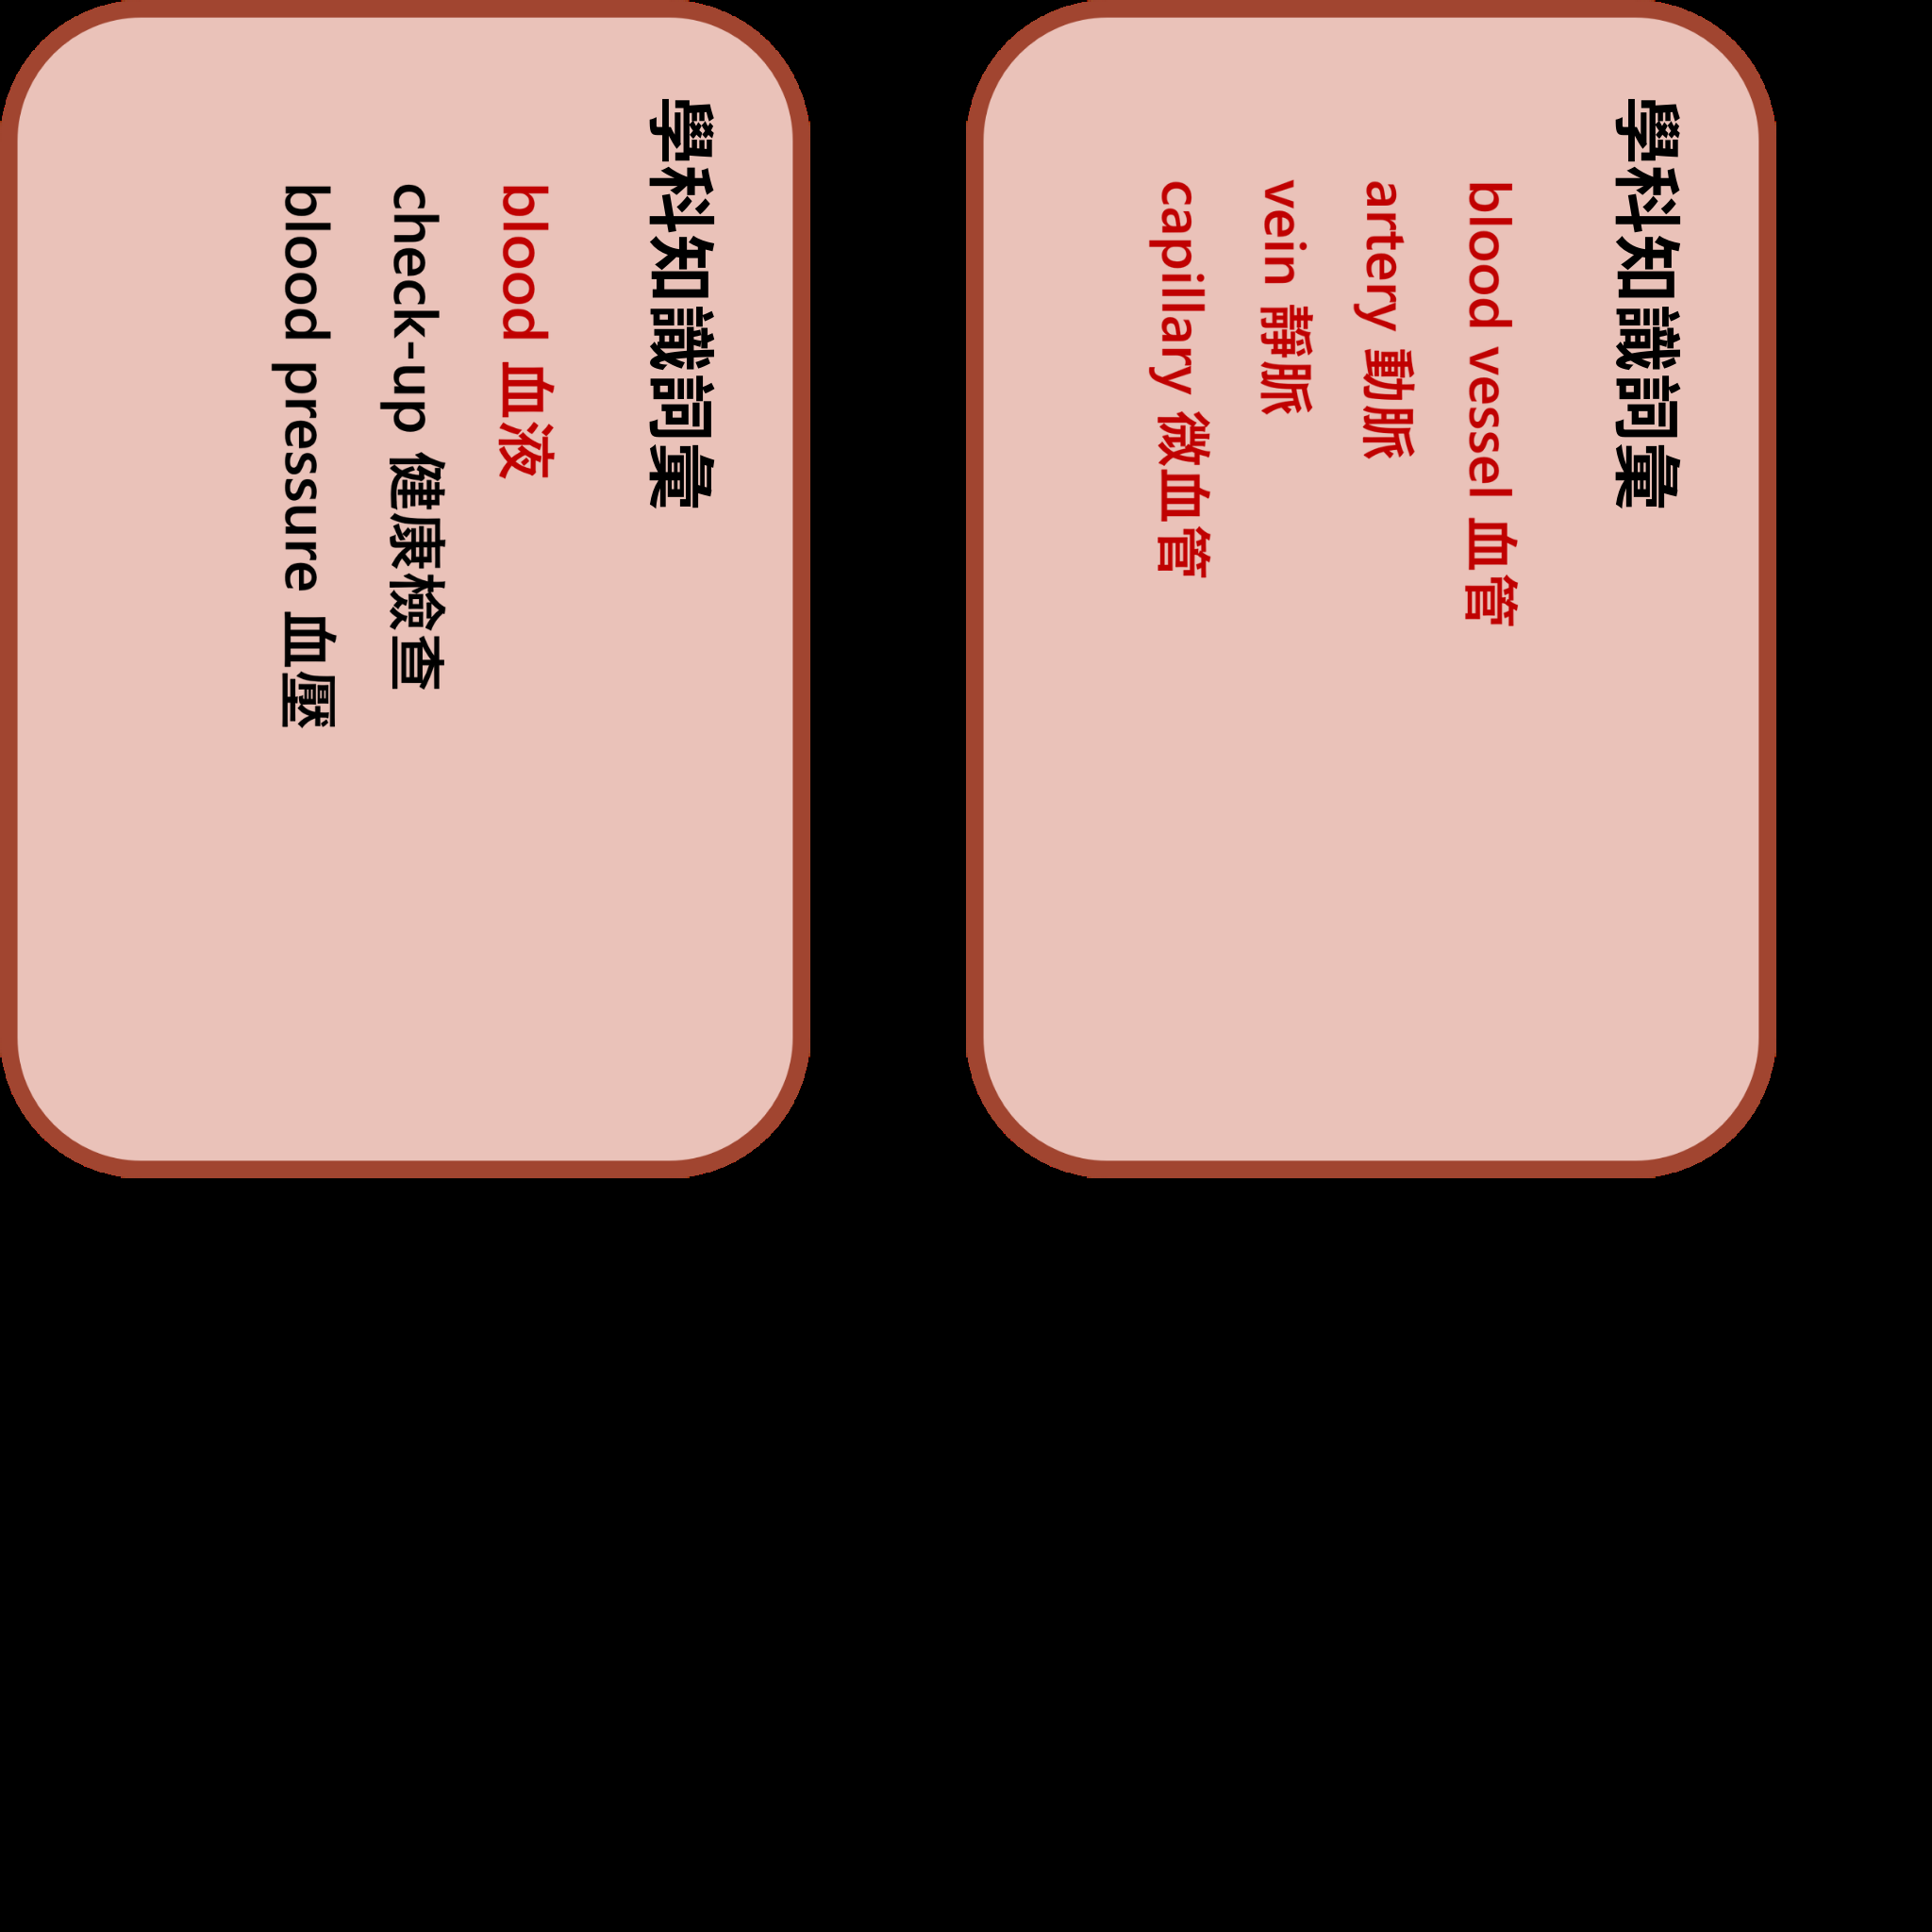 學科知識詞彙
blood 血液
check-up 健康檢查
blood pressure 血壓
學科知識詞彙
blood vessel 血管
artery 動脈
vein 靜脈
capillary 微血管